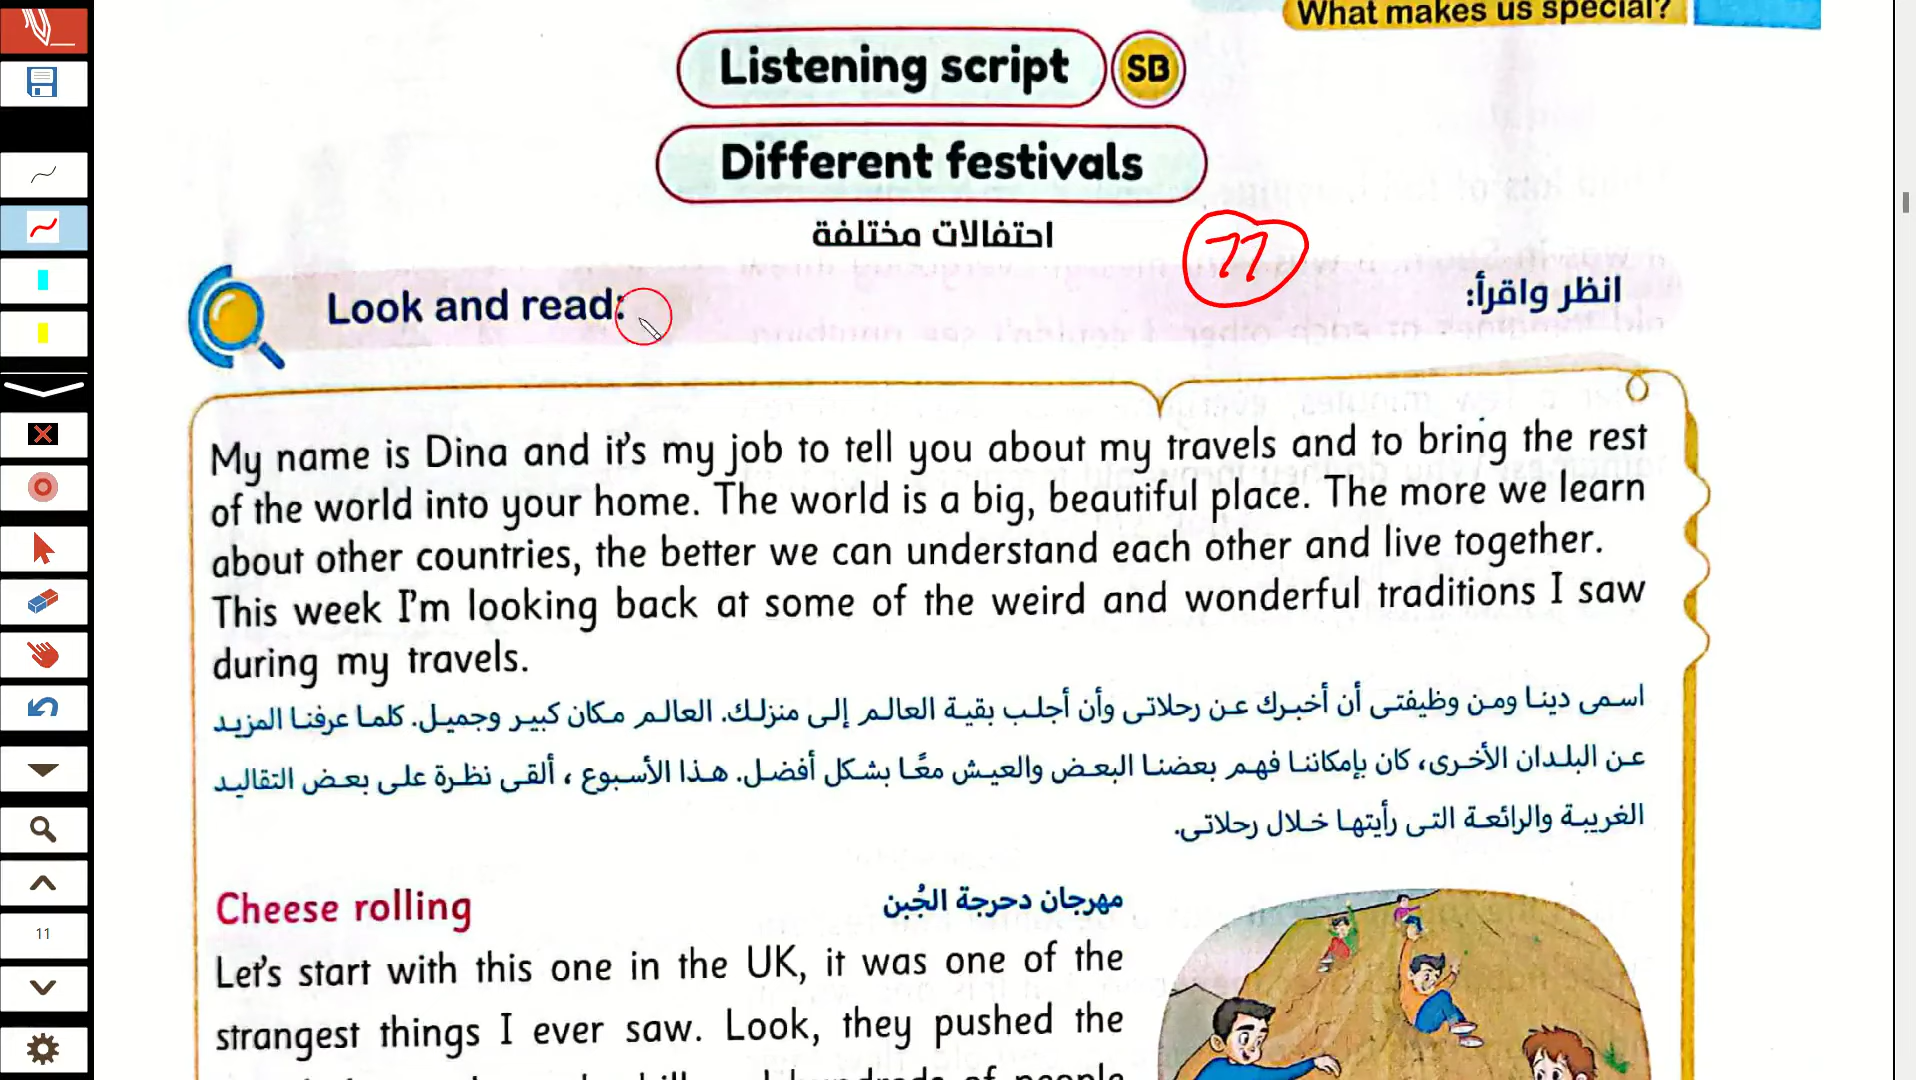 What makes us special?
Listening script SB
Different festivals
احتفالات مختلفة
77
Look and read:
انظر واقرأ:
My name is Dina and it's my job to tell you about my travels and to bring the rest
of the world into your home. The world is a big, beautiful place. The more we learn
about other countries, the better we can understand each other and live together.
This week I'm looking back at some of the weird and wonderful traditions I saw
during my travels.
اسمى دينا ومن وظيفتى أن أخبرك عن رحلاتى وأن أجلب بقية العالم إلى منزلك. العالم مكان كبير وجميل. كلما عرفنا المزيد
عن البلدان الأخرى، كان بإمكاننا فهم بعضنا البعض والعيش معًا بشكل أفضل. هذا الأسبوع ، ألقى نظرة على بعض التقاليد
الغريبة والرائعة التى رأيتها خلال رحلاتى.
Cheese rolling
مهرجان دحرجة الجُبن
Let's start with this one in the UK, it was one of the
strangest things I ever saw. Look, they pushed the
hundreds of people
11